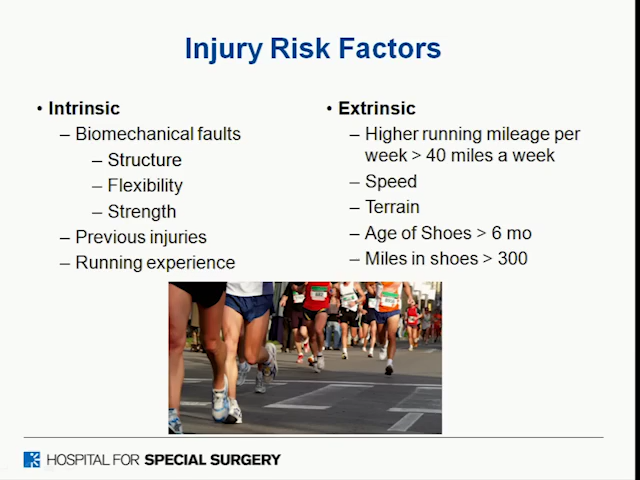 Injury Risk Factors
• Intrinsic
– Biomechanical faults
– Structure
– Flexibility
– Strength
– Previous injuries
– Running experience
• Extrinsic
– Higher running mileage per
week > 40 miles a week
– Speed
– Terrain
– Age of Shoes > 6 mo
– Miles in shoes > 300
HOSPITAL FOR SPECIAL SURGERY